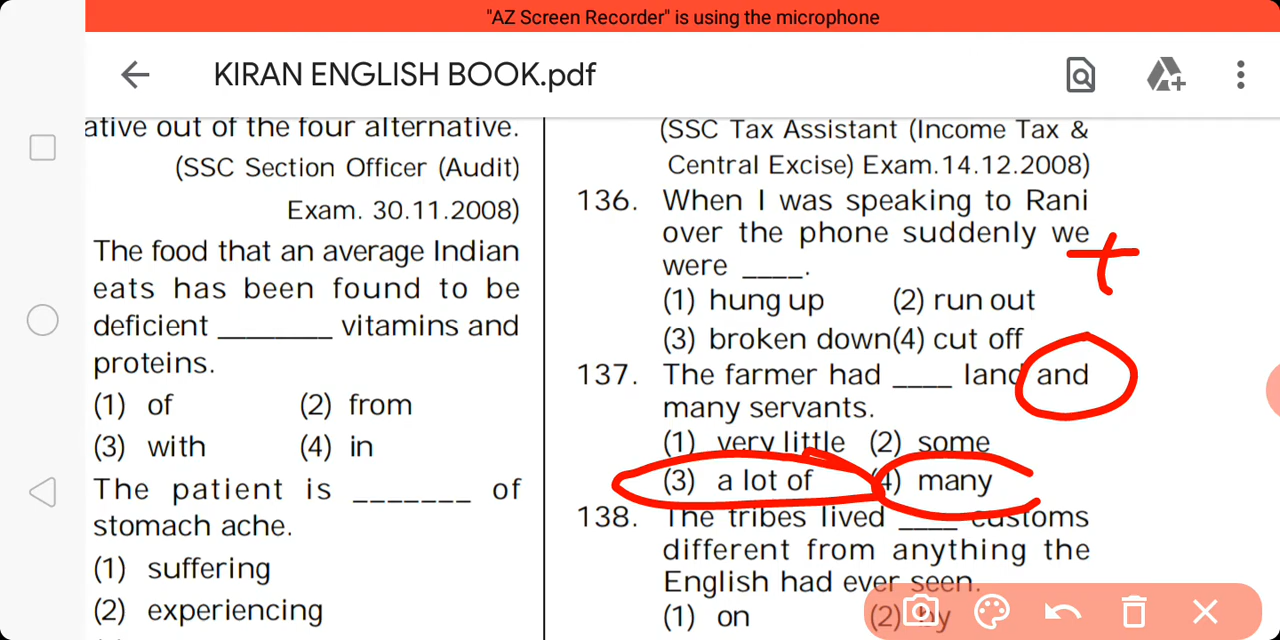 "AZ Screen Recorder" is using the microphone
KIRAN ENGLISH BOOK.pdf
ative out of the four alternative.
(SSC Section Officer (Audit)
Exam. 30.11.2008)
The food that an average Indian
eats has been found to be
deficient ________ vitamins and
proteins.
(1) of (2) from
(3) with (4) in
The patient is _______ of
stomach ache.
(1) suffering
(2) experiencing
(SSC Tax Assistant (Income Tax &
Central Excise) Exam.14.12.2008)
136. When I was speaking to Rani
over the phone suddenly we
were ____.
(1) hung up (2) run out
(3) broken down(4) cut off
137. The farmer had ____ land and
many servants.
(1) very little (2) some
(3) a lot of (4) many
138. The tribes lived ____ customs
different from anything the
English had ever seen.
(1) on (2) by